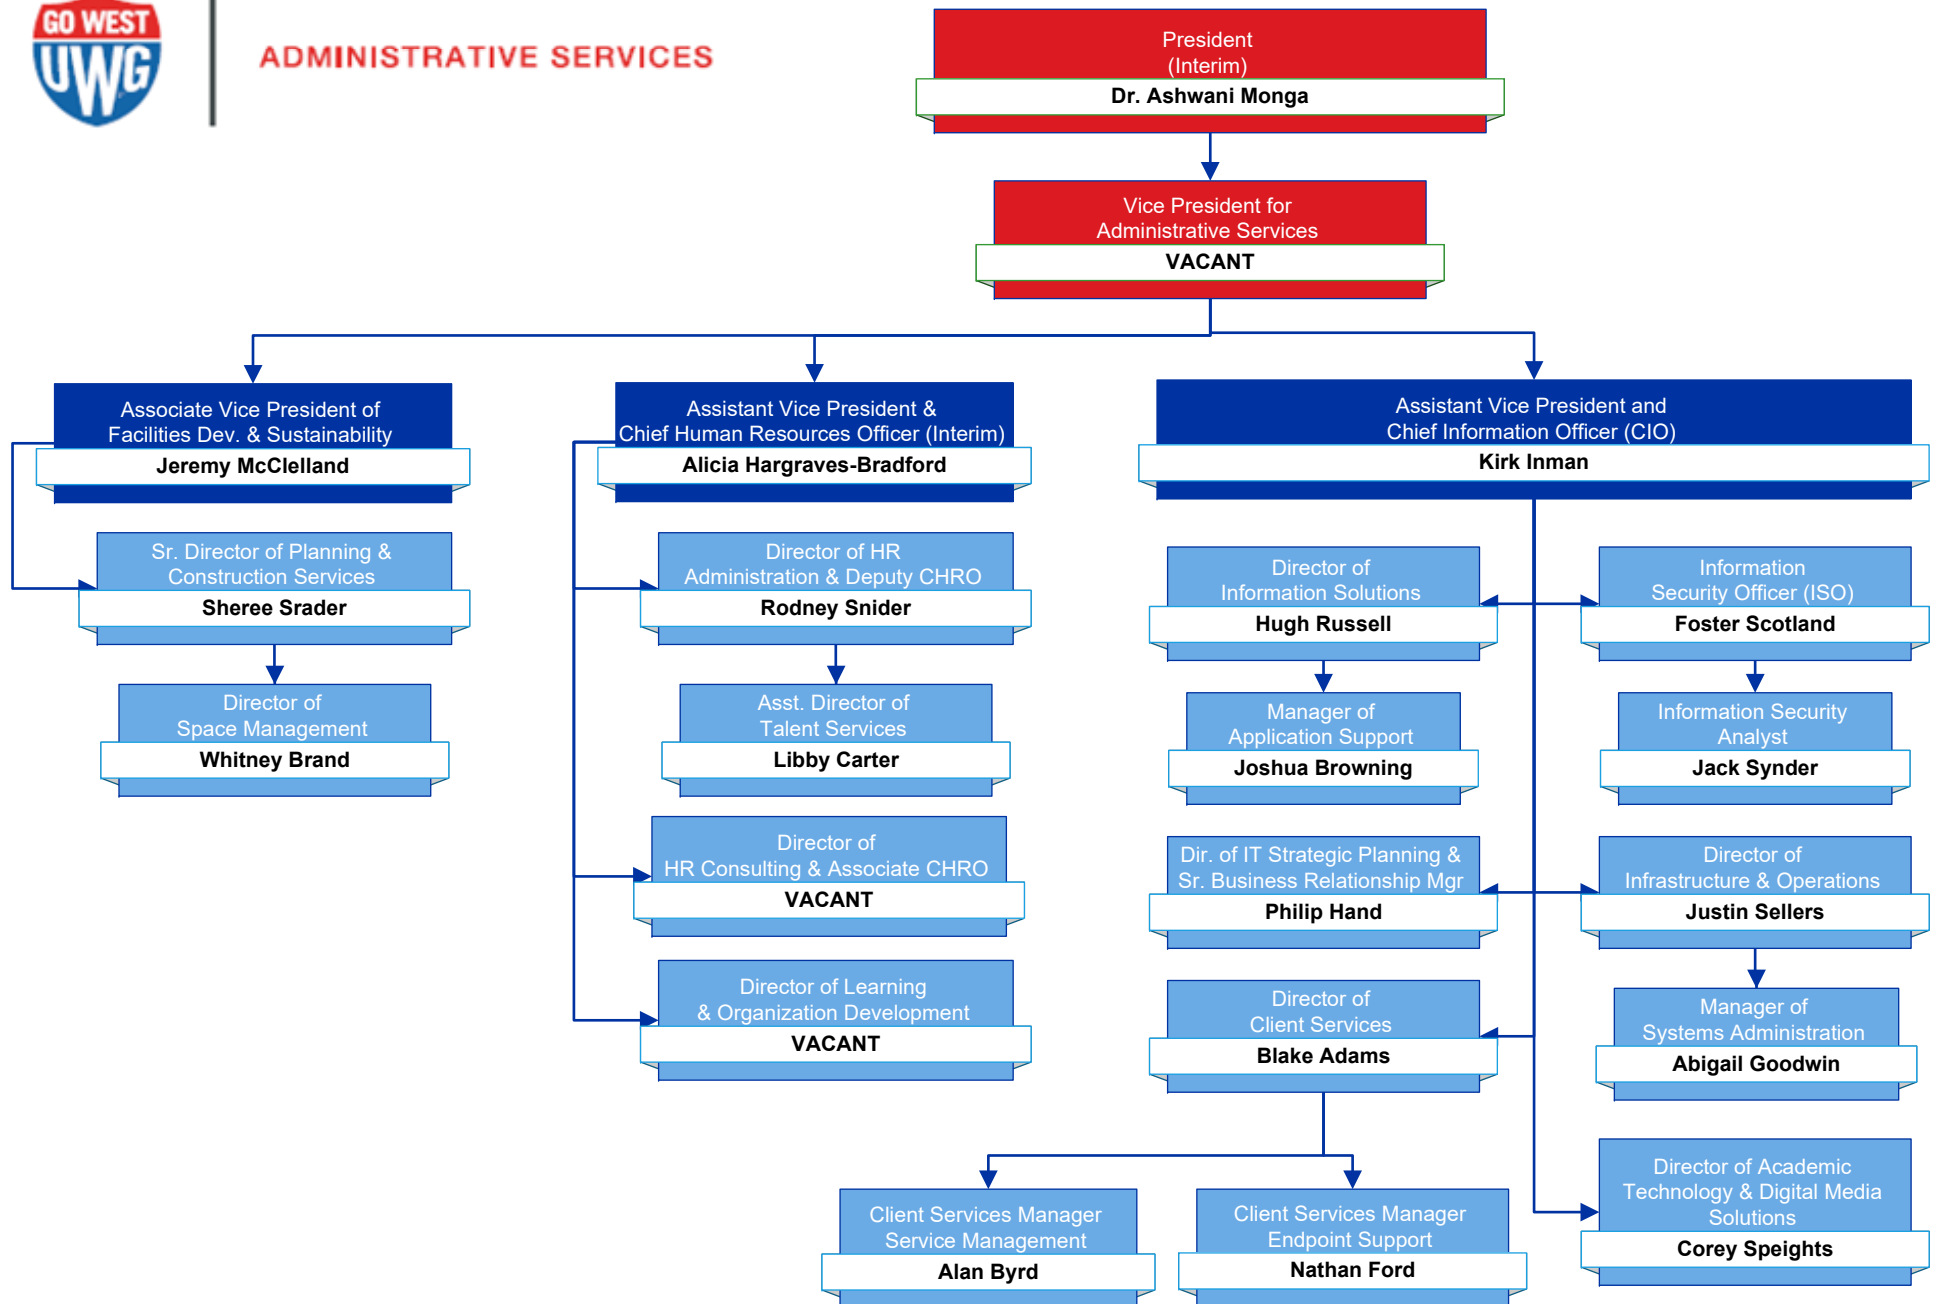 GO WEST
UWG
ADMINISTRATIVE SERVICES
President
(Interim)
Dr. Ashwani Monga
Vice President for
Administrative Services
VACANT
Associate Vice President of
Facilities Dev. & Sustainability
Jeremy McClelland
Sr. Director of Planning &
Construction Services
Sheree Srader
Director of
Space Management
Whitney Brand
Assistant Vice President &
Chief Human Resources Officer (Interim)
Alicia Hargraves-Bradford
Director of HR
Administration & Deputy CHRO
Rodney Snider
Asst. Director of
Talent Services
Libby Carter
Director of
HR Consulting & Associate CHRO
VACANT
Director of Learning
& Organization Development
VACANT
Assistant Vice President and
Chief Information Officer (CIO)
Kirk Inman
Director of
Information Solutions
Hugh Russell
Manager of
Application Support
Joshua Browning
Information
Security Officer (ISO)
Foster Scotland
Information Security
Analyst
Jack Synder
Dir. of IT Strategic Planning &
Sr. Business Relationship Mgr
Philip Hand
Director of
Infrastructure & Operations
Justin Sellers
Manager of
Systems Administration
Abigail Goodwin
Director of
Client Services
Blake Adams
Client Services Manager
Service Management
Alan Byrd
Client Services Manager
Endpoint Support
Nathan Ford
Director of Academic
Technology & Digital Media
Solutions
Corey Speights